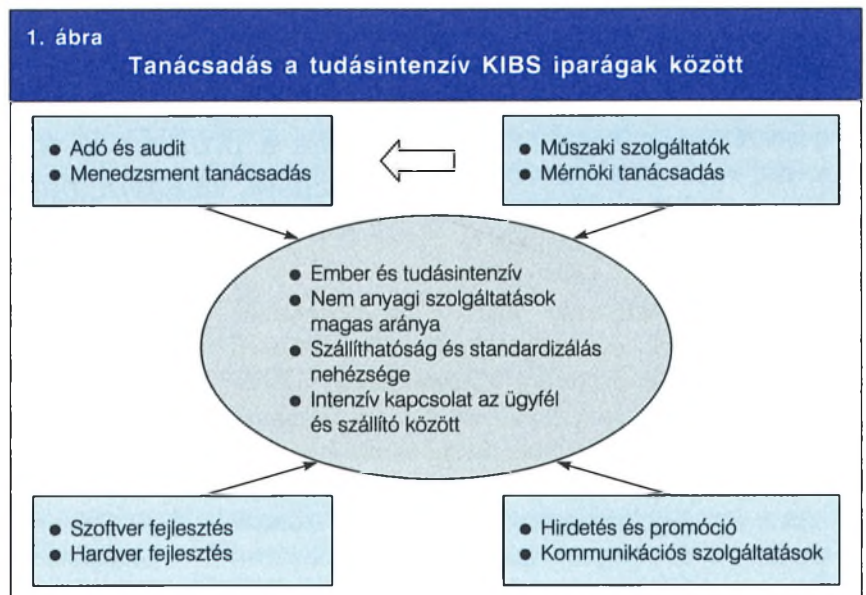 1. ábra
Tanácsadás a tudásintenzív KIBS iparágak között
● Adó és audit
● Menedzsment tanácsadás
● Műszaki szolgáltatók
● Mérnöki tanácsadás
● Ember és tudásintenzív
● Nem anyagi szolgáltatások
magas aránya
● Szállíthatóság és standardizálás
nehézsége
● Intenzív kapcsolat az ügyfél
és szállító között
● Szoftver fejlesztés
● Hardver fejlesztés
● Hirdetés és promóció
● Kommunikációs szolgáltatások